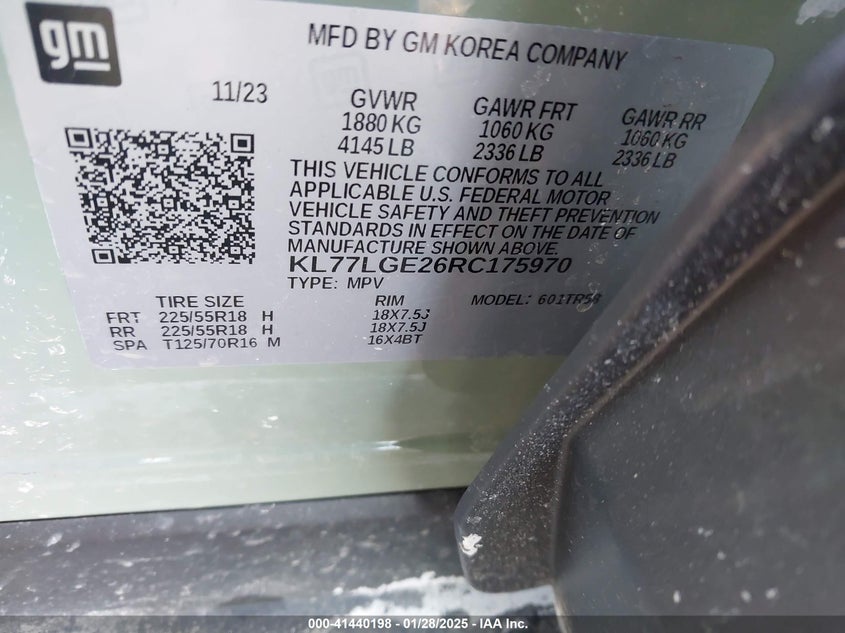 gm
MFD BY GM KOREA COMPANY
11/23
GVWR GAWR FRT GAWR RR
1880 KG 1060 KG 1060 KG
4145 LB 2336 LB 2336 LB
THIS VEHICLE CONFORMS TO ALL
APPLICABLE U.S. FEDERAL MOTOR
VEHICLE SAFETY AND THEFT PREVENTION
STANDARDS IN EFFECT ON THE DATE OF
MANUFACTURE SHOWN ABOVE.
KL77LGE26RC175970
TYPE: MPV
TIRE SIZE RIM MODEL: 601TR58
FRT 225/55R18 H 18X7.5J
RR 225/55R18 H 18X7.5J
SPA T125/70R16 M 16X4BT
000-41440198 - 01/28/2025 - IAA Inc.